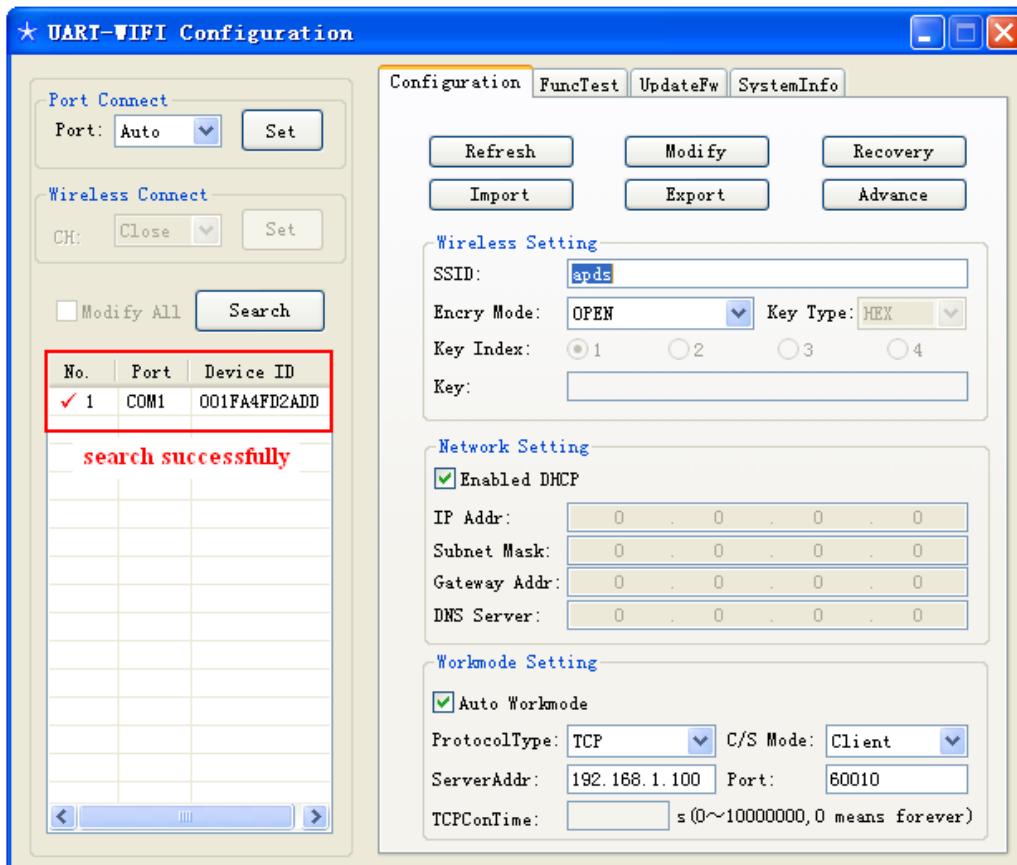 UART-WIFI Configuration
Port Connect
Port: Auto Set
Wireless Connect
CH: Close Set
Modify All Search
No. Port Device ID
1 COM1 001FA4FD2ADD
search successfully
Configuration FuncTest UpdateFw SystemInfo
Refresh Modify Recovery
Import Export Advance
Wireless Setting
SSID: apds
Encry Mode: OPEN Key Type: HEX
Key Index: 1 2 3 4
Key:
Network Setting
Enabled DHCP
IP Addr: 0 . 0 . 0 . 0
Subnet Mask: 0 . 0 . 0 . 0
Gateway Addr: 0 . 0 . 0 . 0
DNS Server: 0 . 0 . 0 . 0
Workmode Setting
Auto Workmode
ProtocolType: TCP C/S Mode: Client
ServerAddr: 192.168.1.100 Port: 60010
TCPConTime: s(0~10000000,0 means forever)